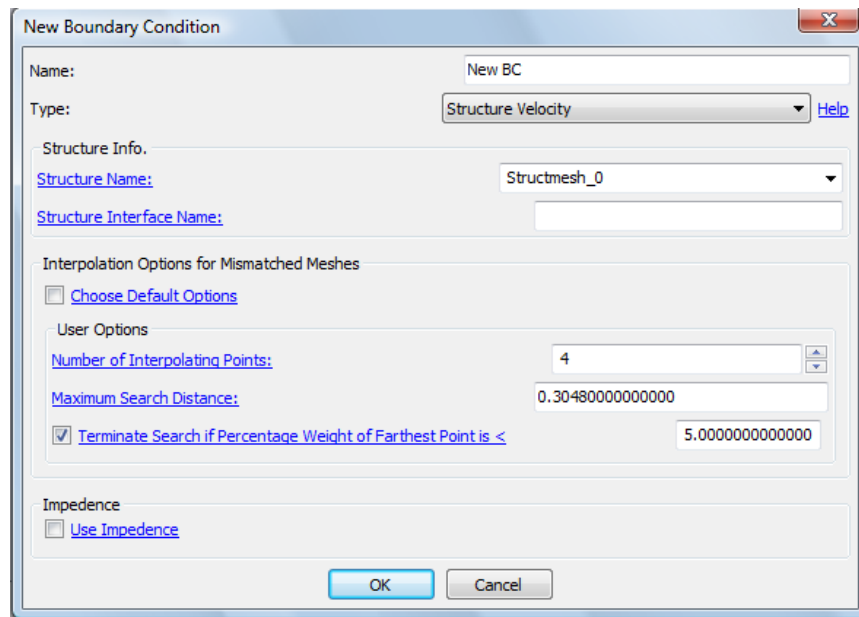 New Boundary Condition
Name: New BC
Type: Structure Velocity Help
Structure Info.
Structure Name: Structmesh_0
Structure Interface Name:
Interpolation Options for Mismatched Meshes
Choose Default Options
User Options
Number of Interpolating Points: 4
Maximum Search Distance: 0.30480000000000
Terminate Search if Percentage Weight of Farthest Point is < 5.0000000000000
Impedence
Use Impedence
OK Cancel